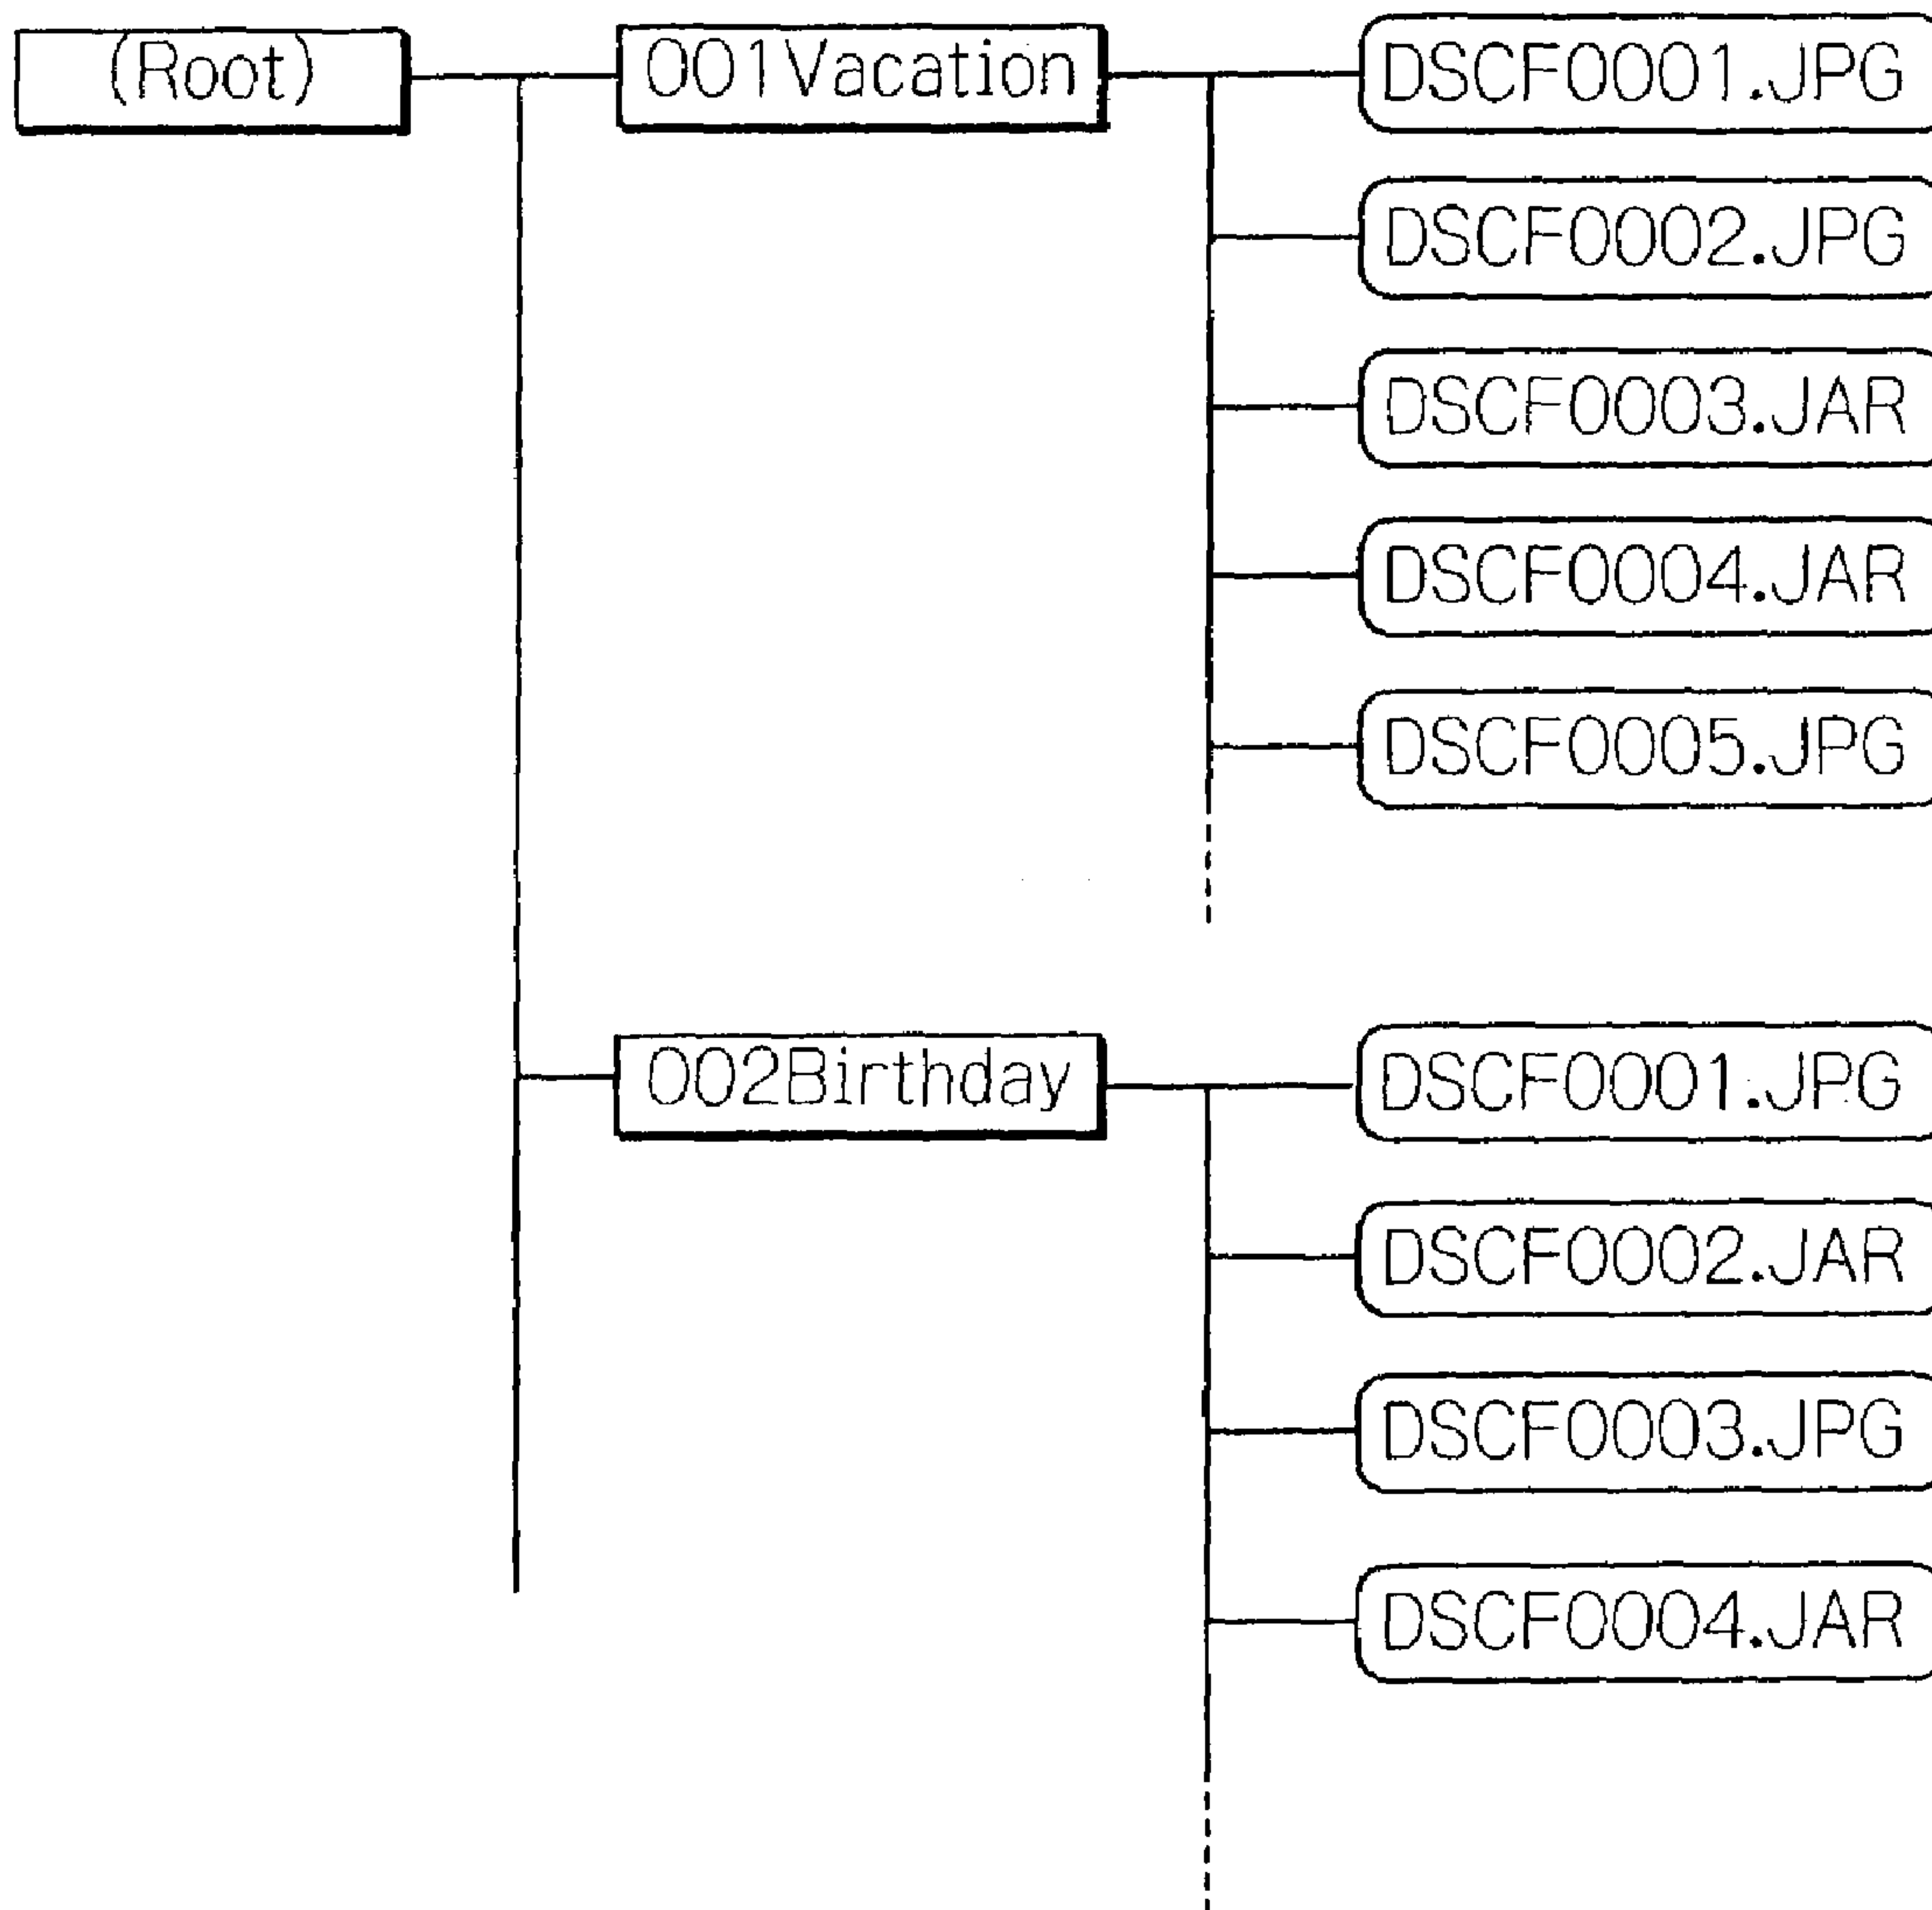 (Root)
001Vacation
DSCF0001.JPG
DSCF0002.JPG
DSCF0003.JAR
DSCF0004.JAR
DSCF0005.JPG
002Birthday
DSCF0001.JPG
DSCF0002.JAR
DSCF0003.JPG
DSCF0004.JAR